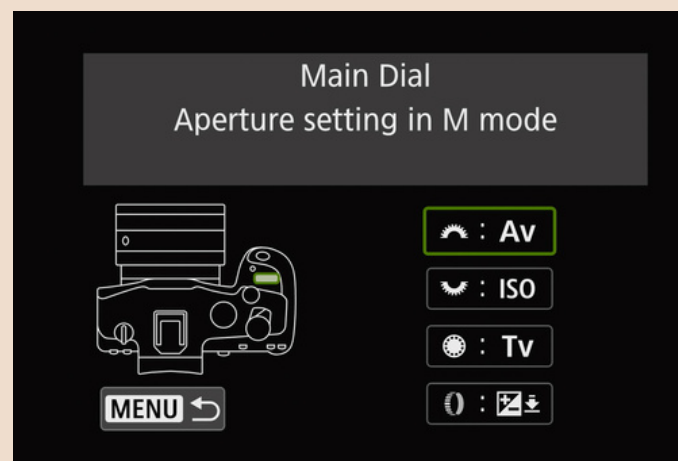 Main Dial
Aperture setting in M mode
: Av
: ISO
: Tv
:
MENU